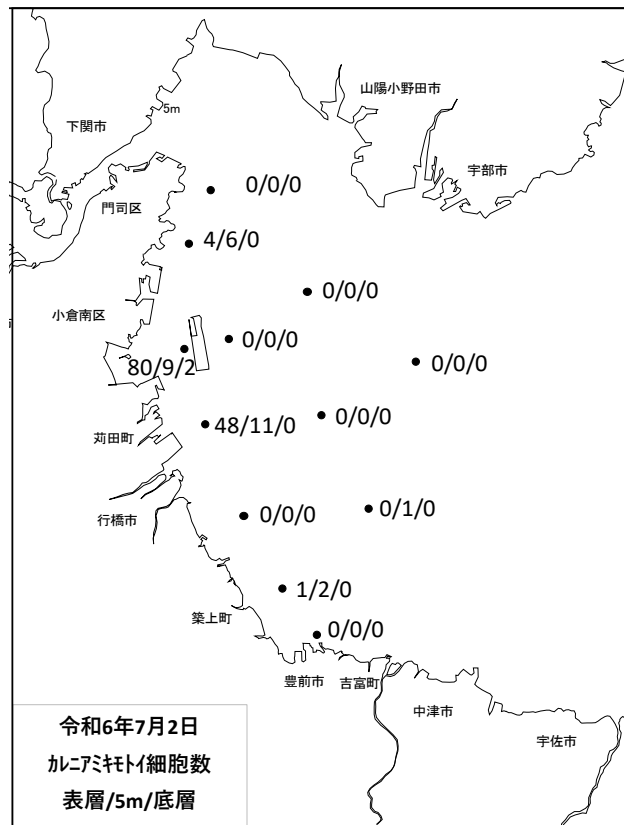 山陽小野田市
5m
下関市
宇部市
0/0/0
門司区
4/6/0
0/0/0
小倉南区
0/0/0
80/9/2
0/0/0
0/0/0
48/11/0
苅田町
0/1/0
0/0/0
行橋市
1/2/0
築上町
0/0/0
豊前市
吉富町
中津市
宇佐市
令和6年7月2日
ｶﾚﾆｱﾐｷﾓﾄｲ細胞数
表層/5m/底層